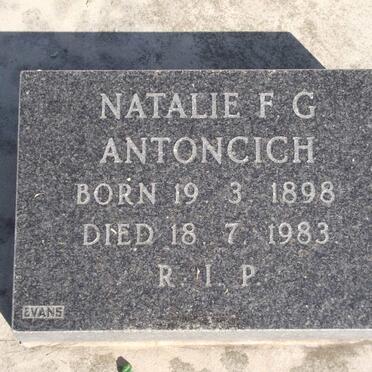 NATALIE F. G
ANTONCICH
BORN 19. 3. 1898
DIED 18. 7. 1983
R. I. P.
EVANS